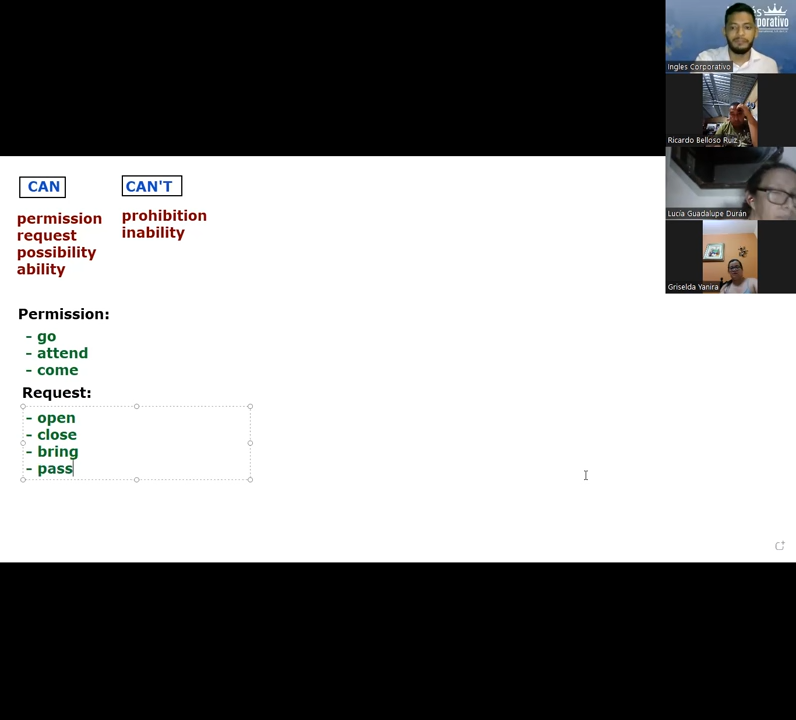 CAN
CAN'T
permission
request
possibility
ability
prohibition
inability
Permission:
- go
- attend
- come
Request:
- open
- close
- bring
- pass
Ingles Corporativo
Ricardo Belloso Ruiz
Lucía Guadalupe Durán
Griselda Yanira